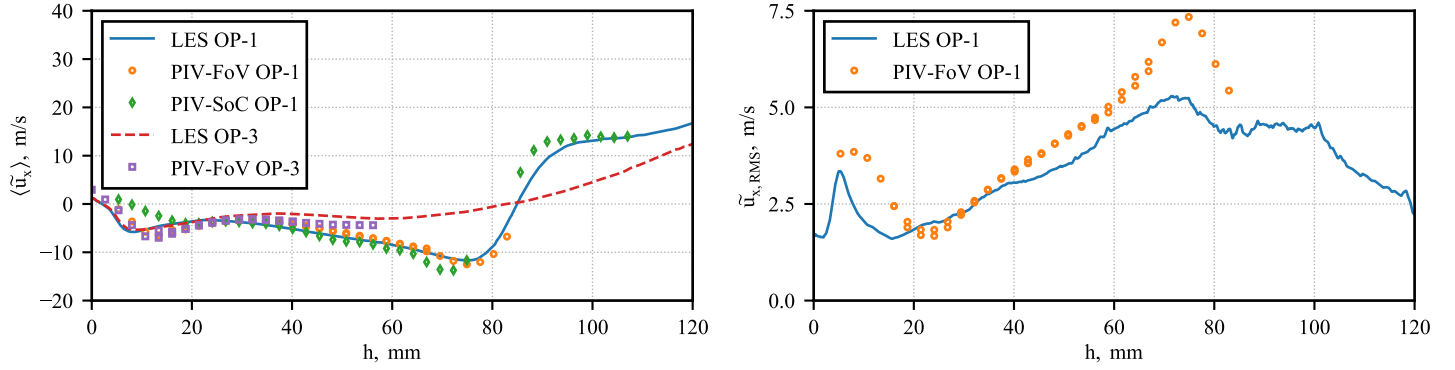 40
30
20
10
0
−10
−20
⟨ũx⟩, m/s
LES OP-1
PIV-FoV OP-1
PIV-SoC OP-1
LES OP-3
PIV-FoV OP-3
0 20 40 60 80 100 120
h, mm
7.5
5.0
2.5
0.0
ũx,RMS, m/s
LES OP-1
PIV-FoV OP-1
0 20 40 60 80 100 120
h, mm